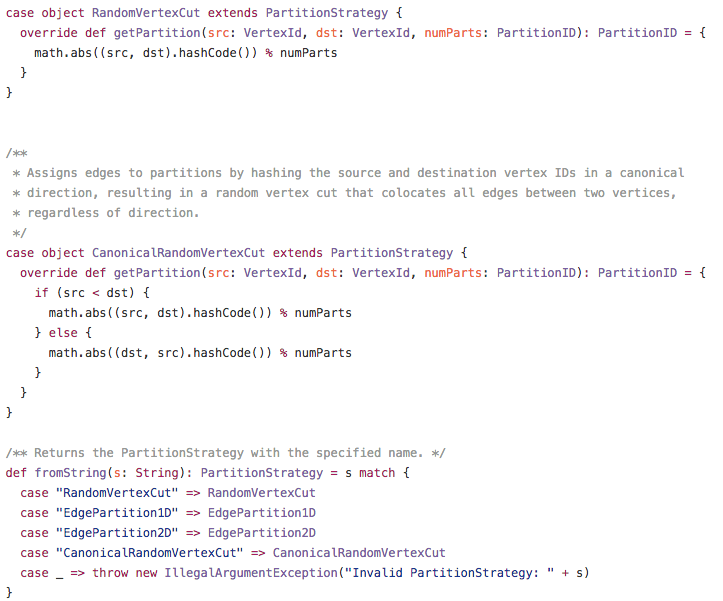 case object RandomVertexCut extends PartitionStrategy {
  override def getPartition(src: VertexId, dst: VertexId, numParts: PartitionID): PartitionID = {
    math.abs((src, dst).hashCode()) % numParts
  }
}
/**
 * Assigns edges to partitions by hashing the source and destination vertex IDs in a canonical
 * direction, resulting in a random vertex cut that colocates all edges between two vertices,
 * regardless of direction.
 */
case object CanonicalRandomVertexCut extends PartitionStrategy {
  override def getPartition(src: VertexId, dst: VertexId, numParts: PartitionID): PartitionID = {
    if (src < dst) {
      math.abs((src, dst).hashCode()) % numParts
    } else {
      math.abs((dst, src).hashCode()) % numParts
    }
  }
}
/** Returns the PartitionStrategy with the specified name. */
def fromString(s: String): PartitionStrategy = s match {
  case "RandomVertexCut" => RandomVertexCut
  case "EdgePartition1D" => EdgePartition1D
  case "EdgePartition2D" => EdgePartition2D
  case "CanonicalRandomVertexCut" => CanonicalRandomVertexCut
  case _ => throw new IllegalArgumentException("Invalid PartitionStrategy: " + s)
}